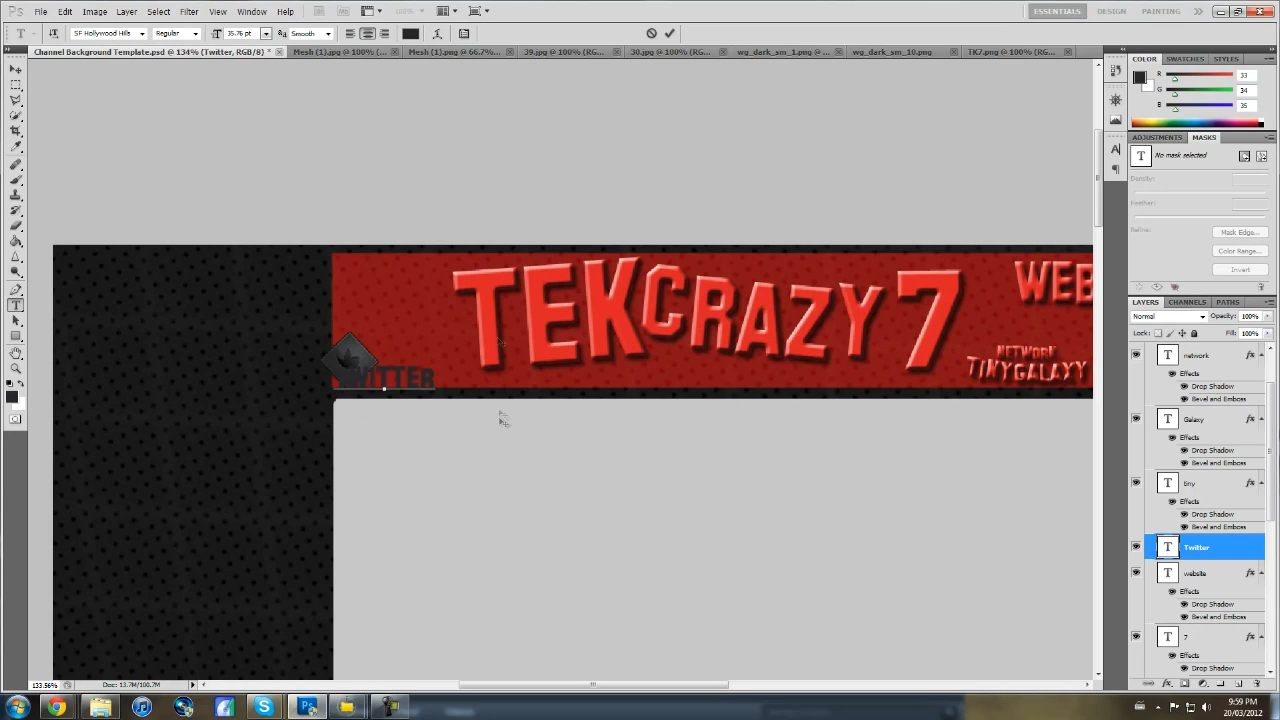 Ps File Edit Image Layer Select Filter View Window Help 100% ESSENTIALS DESIGN PAINTING
T SF Hollywood Hills Regular 35.76 pt Smooth
Channel Background Template.psd @ 134% (Twitter, RGB/8) * Mesh (1).jpg @ 100% (... Mesh (1).png @ 66.7%... 39.jpg @ 100% (RG... 30.jpg @ 100% (RG... wg_dark_sm_1.png @ ... wg_dark_sm_10.png TK7.png @ 100% (RG...
COLOR SWATCHES STYLES
R 33
G 34
B 35
ADJUSTMENTS MASKS
T No mask selected
Density:
Feather:
Refine: Mask Edge...
Color Range...
Invert
TEKCRAZY 7
WEB
NETWORK
TINYGALAXY
TWITTER
LAYERS CHANNELS PATHS
Normal Opacity: 100%
Lock: Fill: 100%
T network fx
Effects
Drop Shadow
Bevel and Emboss
T Galaxy fx
Effects
Drop Shadow
Bevel and Emboss
T tiny fx
Effects
Drop Shadow
Bevel and Emboss
T Twitter
T website fx
Effects
Drop Shadow
Bevel and Emboss
T 7 fx
Effects
Drop Shadow
133.56% Doc: 13.7M/100.7M
9:59 PM
20/03/2012